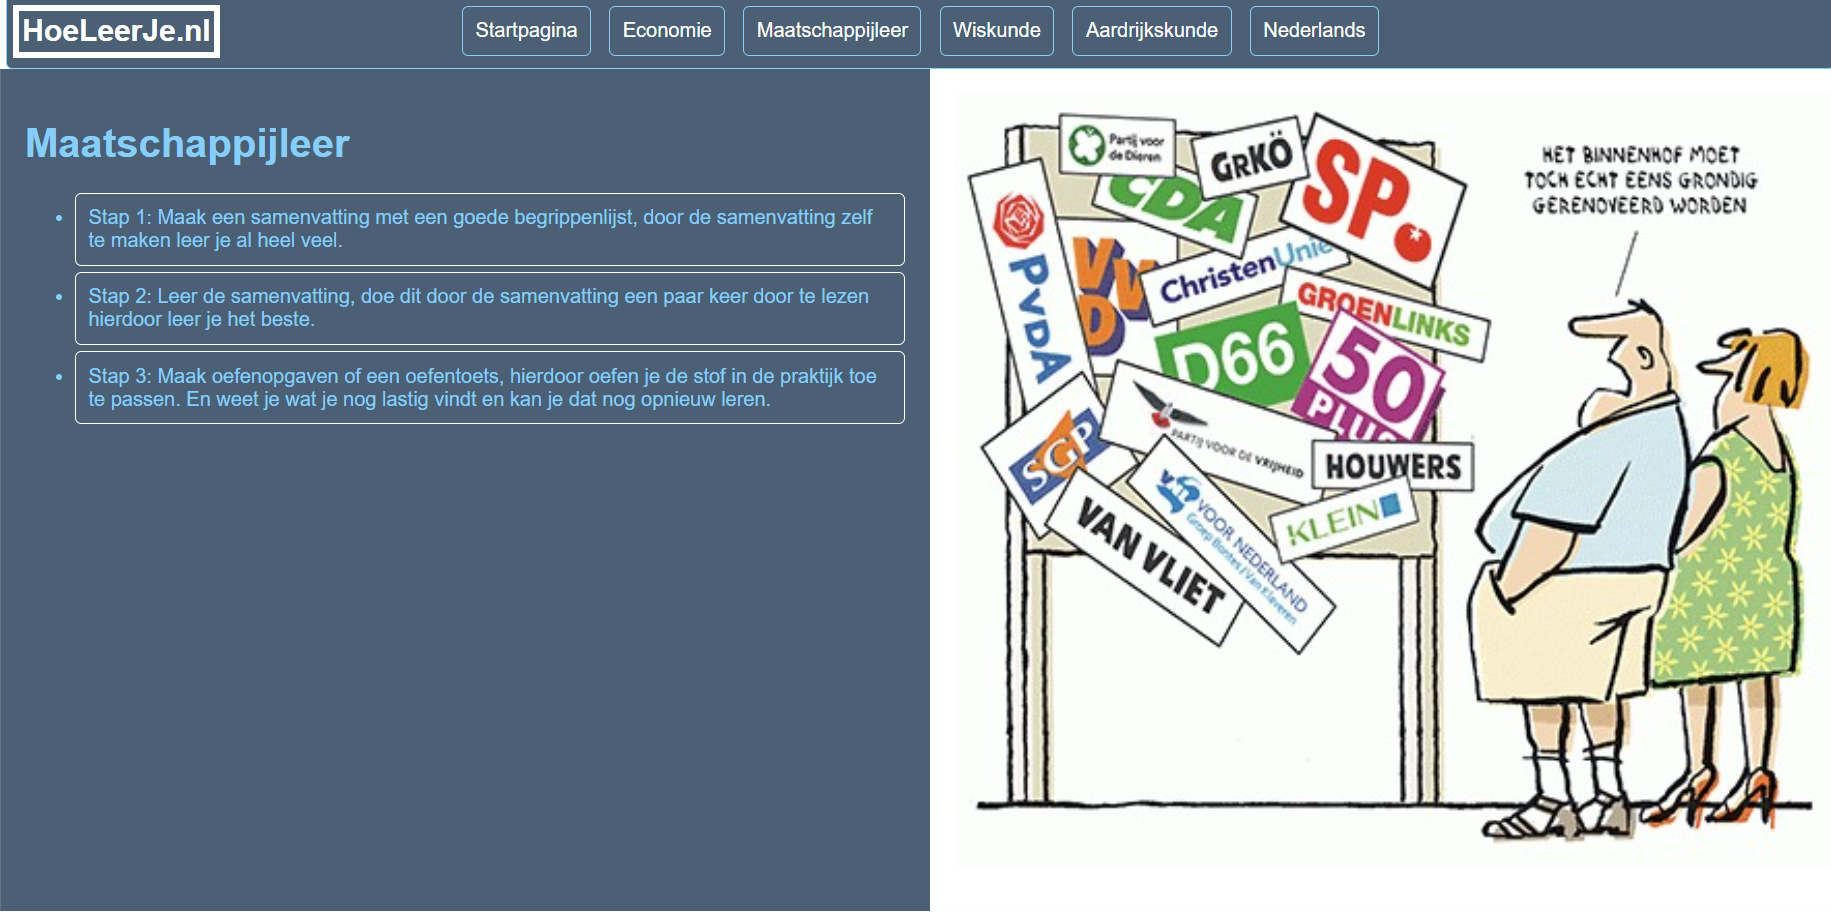 HoeLeerJe.nl
Startpagina
Economie
Maatschappijleer
Wiskunde
Aardrijkskunde
Nederlands
Maatschappijleer
Stap 1: Maak een samenvatting met een goede begrippenlijst, door de samenvatting zelf
te maken leer je al heel veel.
Stap 2: Leer de samenvatting, doe dit door de samenvatting een paar keer door te lezen
hierdoor leer je het beste.
Stap 3: Maak oefenopgaven of een oefentoets, hierdoor oefen je de stof in de praktijk toe
te passen. En weet je wat je nog lastig vindt en kan je dat nog opnieuw leren.
Partij voor
de Dieren
GRKÖ
SP.
CDA
PVDA
VVD
ChristenUnie
GROENLINKS
D66
50
PLUS
SGP
PARTIJ VOOR DE VRIJHEID
HOUWERS
KLEIN
VAN VLIET
VNL
VOOR NEDERLAND
Groep Bontes / Van Klaveren
HET BINNENHOF MOET
TOCH ECHT EENS GRONDIG
GERENOVEERD WORDEN